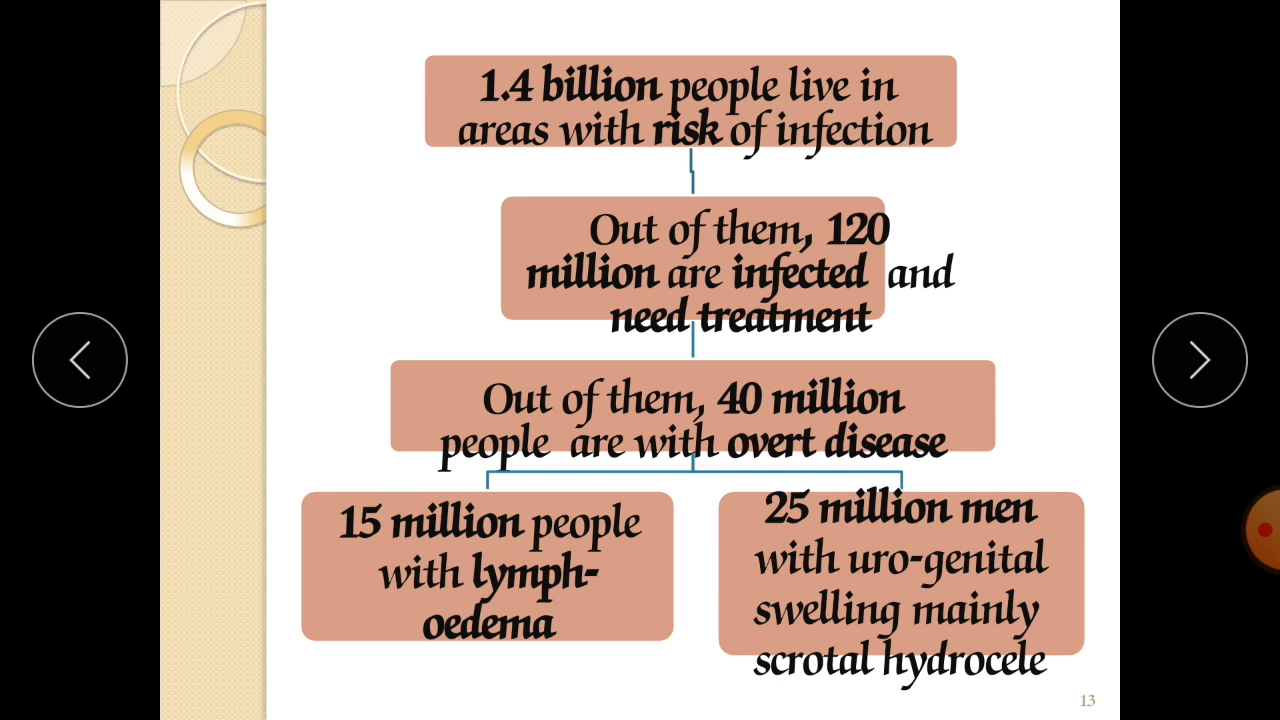 1.4 billion people live in
areas with risk of infection
Out of them, 120
million are infected and
need treatment
Out of them, 40 million
people are with overt disease
15 million people
with lymph-
oedema
25 million men
with uro-genital
swelling mainly
scrotal hydrocele
13